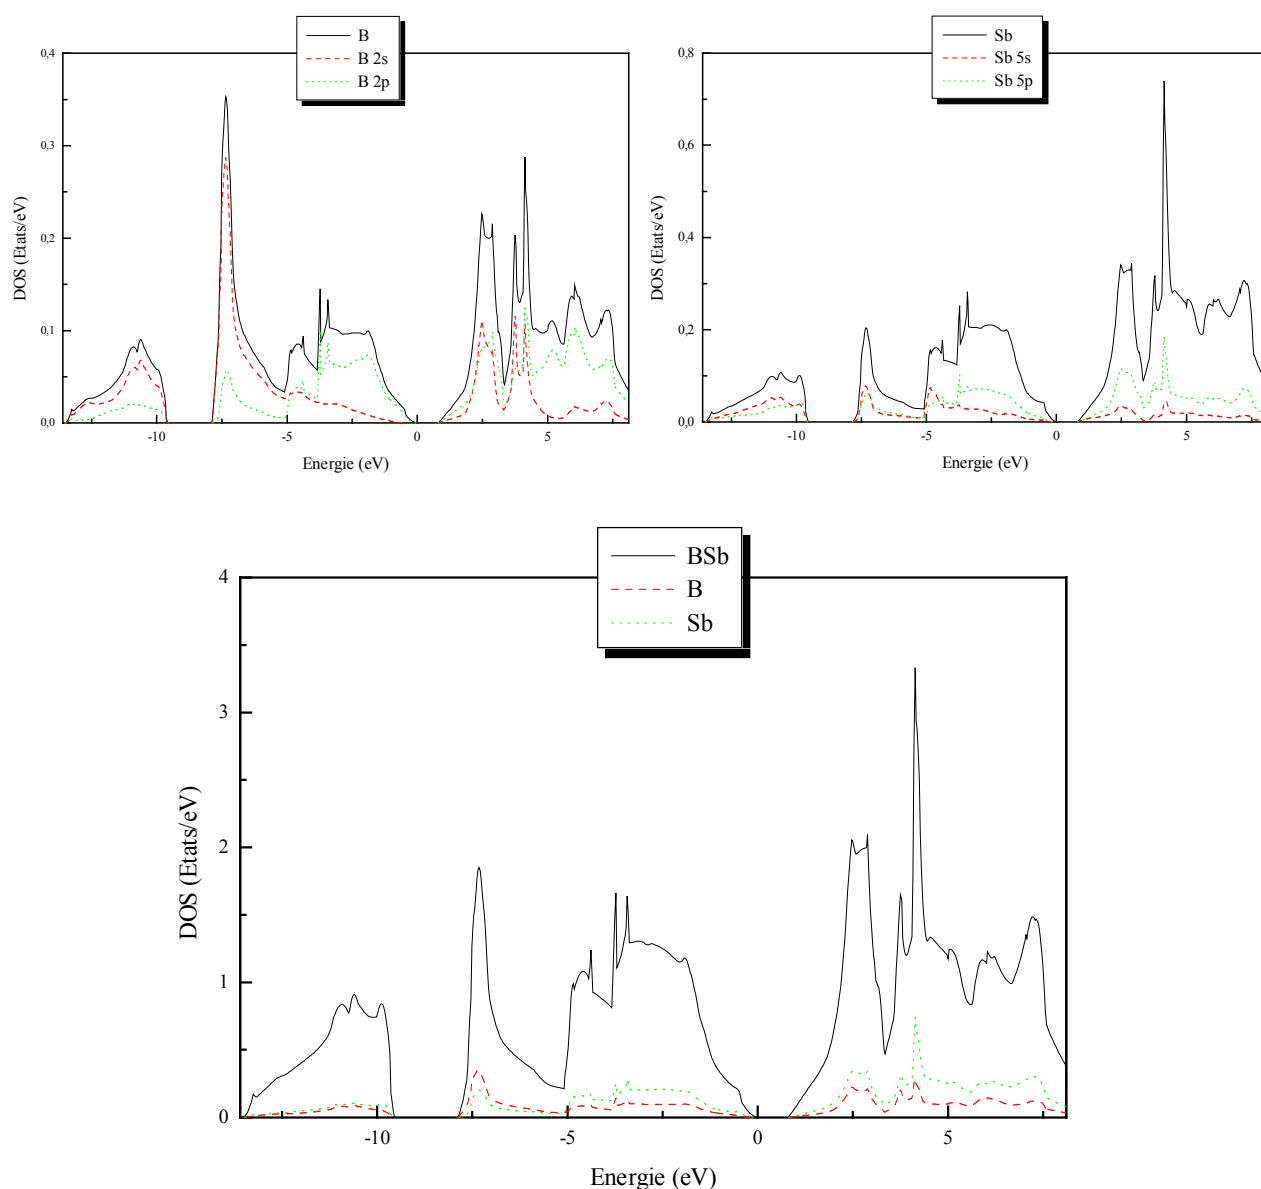 B
B 2s
B 2p
0,4
0,3
0,2
0,1
0,0
DOS (Etats/eV)
-10
-5
0
5
Energie (eV)
Sb
Sb 5s
Sb 5p
0,8
0,6
0,4
0,2
0,0
DOS (Etats/eV)
-10
-5
0
5
Energie (eV)
BSb
B
Sb
4
3
2
1
0
DOS (Etats/eV)
-10
-5
0
5
Energie (eV)